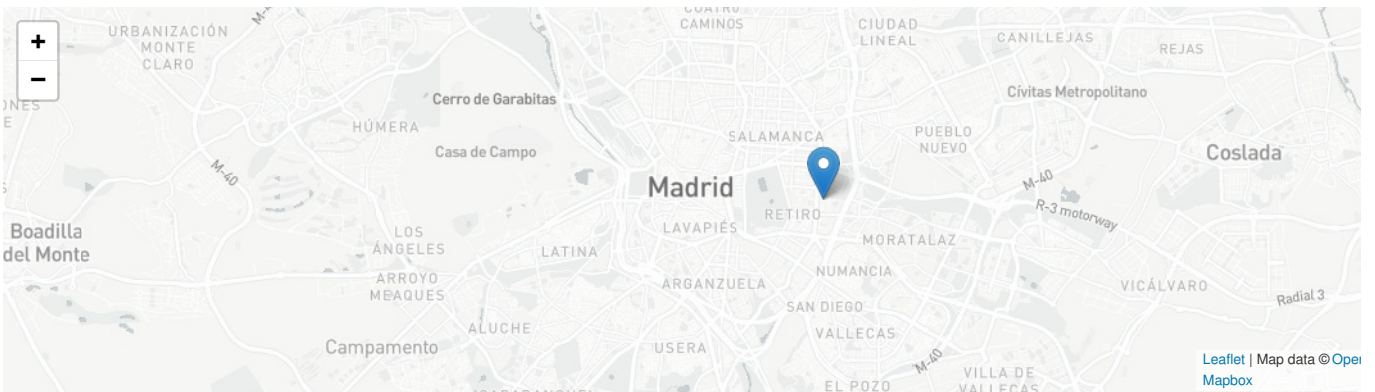 +
−
URBANIZACIÓN
MONTE
CLARO
M-40
CUATRO
CAMINOS
CIUDAD
LINEAL
CANILLEJAS
REJAS
Cerro de Garabitas
Cívitas Metropolitano
HÚMERA
SALAMANCA
PUEBLO
NUEVO
Casa de Campo
Coslada
M-40
M-40
Madrid
R-3 motorway
RETIRO
Boadilla
del Monte
LOS
ÁNGELES
LAVAPIÉS
LATINA
MORATALAZ
ARROYO
MEAQUES
NUMANCIA
ARGANZUELA
VICÁLVARO
Radial 3
SAN DIEGO
ALUCHE
VALLECAS
Campamento
USERA
M-40
VILLA DE
VALLECAS
EL POZO
Leaflet | Map data © Oper
Mapbox